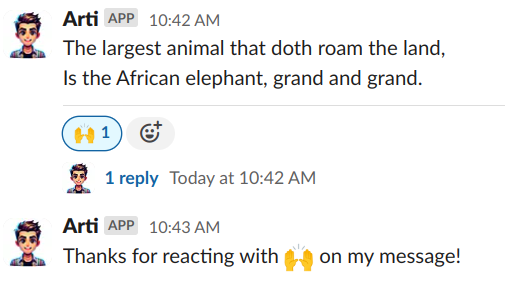 Arti APP 10:42 AM
The largest animal that doth roam the land,
Is the African elephant, grand and grand.
🙌 1
1 reply Today at 10:42 AM
Arti APP 10:43 AM
Thanks for reacting with 🙌 on my message!